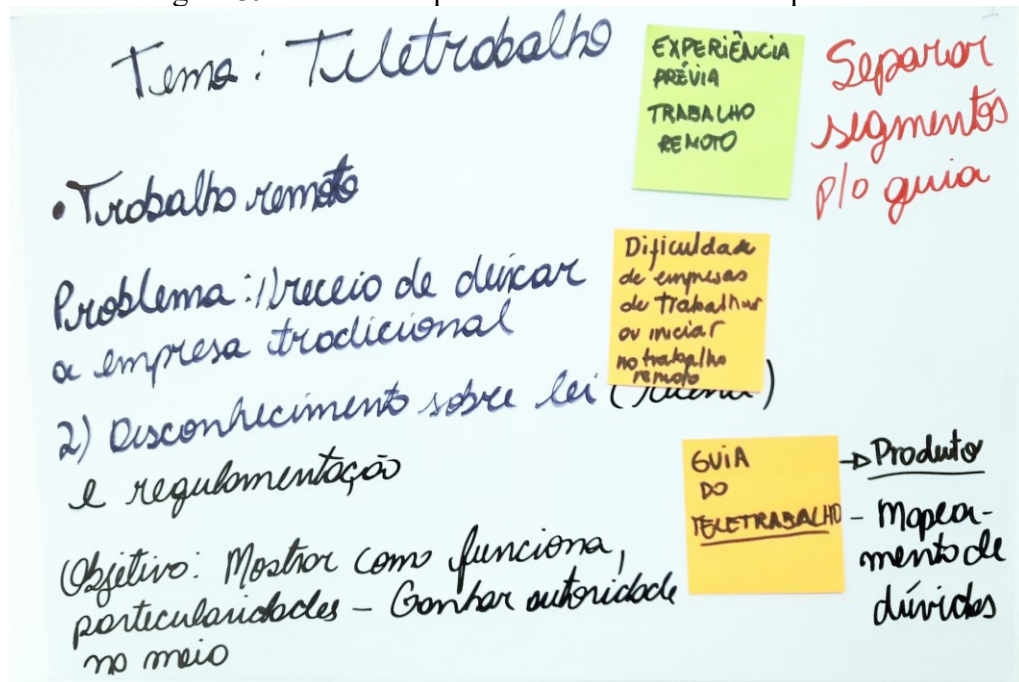 Tema: Teletrabalho
EXPERIÊNCIA
PRÉVIA
TRABALHO
REMOTO
Separar
segmentos
p/o guia
• Trabalho remoto
Problema: 1) receio de deixar
a empresa tradicional
Dificuldade
de empresas
de trabalhar
ou iniciar
no trabalho
remoto
2) Desconhecimento sobre lei ( )
e regulamentação
GUIA
DO
TELETRABALHO
→ Produto
- Mapea-
mento de
dúvidas
Objetivo: Mostrar como funciona,
particularidades - Ganhar autoridade
no meio